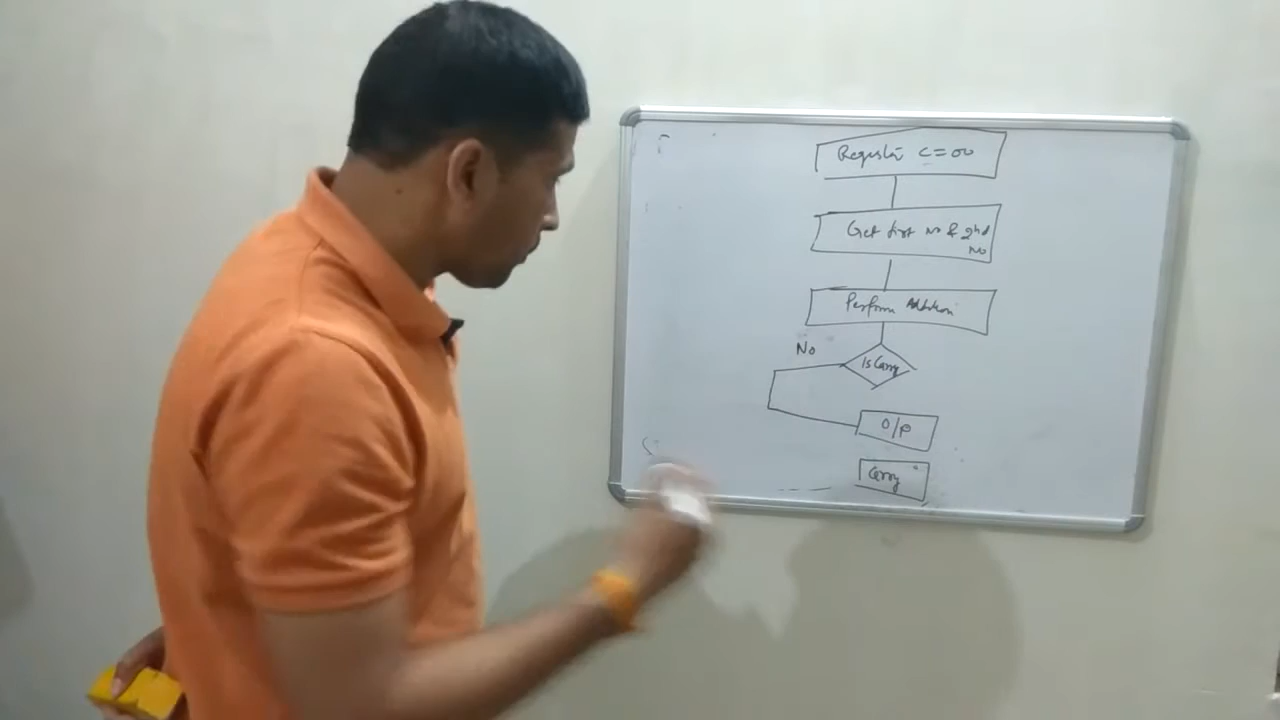 Register C = 00
Get first No & 2nd
No
Perform Addition
No
Is Carry
O/P
Carry